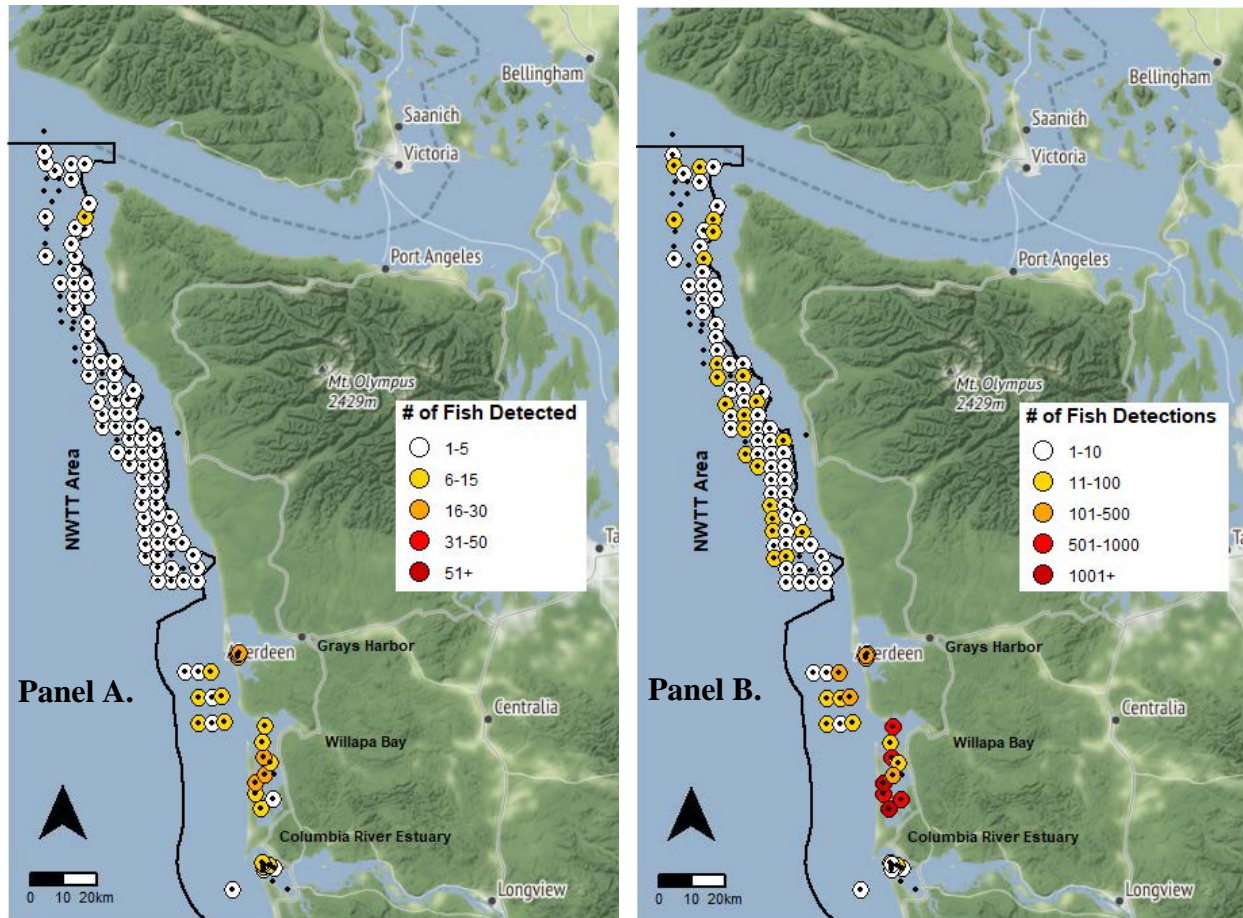 Bellingham
Saanich
Victoria
Port Angeles
Mt. Olympus
2429m
NWTT Area
# of Fish Detected
1-5
6-15
16-30
31-50
51+
Ta
Aberdeen
Grays Harbor
Panel A.
Centralia
Willapa Bay
Columbia River Estuary
Longview
0 10 20km
Bellingham
Saanich
Victoria
Port Angeles
Mt. Olympus
2429m
NWTT Area
# of Fish Detections
1-10
11-100
101-500
501-1000
1001+
Ta
Aberdeen
Grays Harbor
Panel B.
Centralia
Willapa Bay
Columbia River Estuary
Longview
0 10 20km